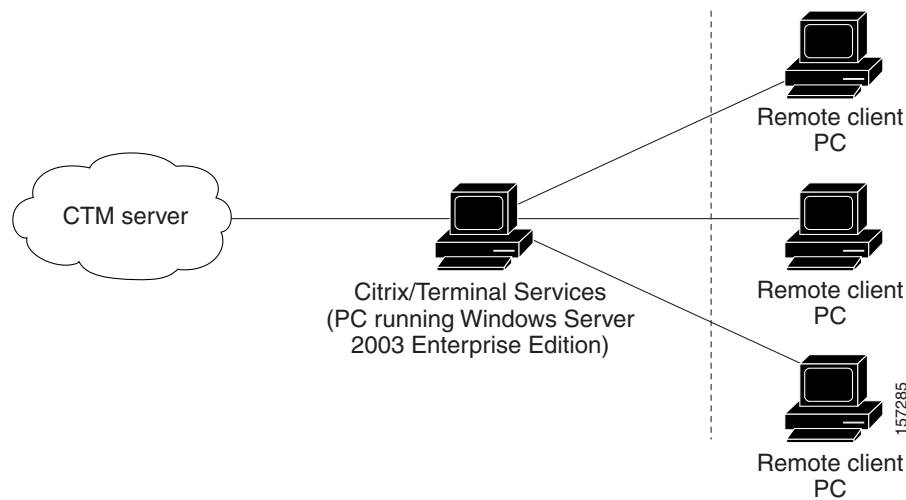 CTM server
Citrix/Terminal Services
(PC running Windows Server
2003 Enterprise Edition)
Remote client
PC
Remote client
PC
Remote client
PC
157285